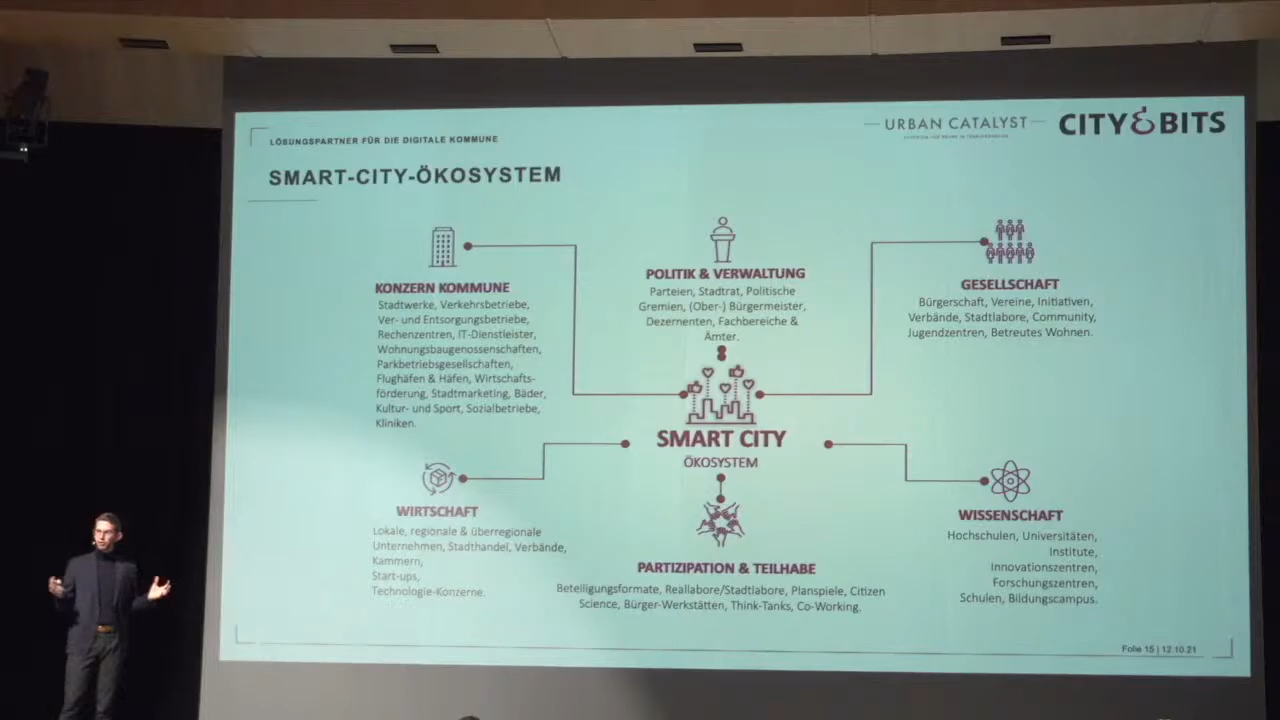 LÖSUNGSPARTNER FÜR DIE DIGITALE KOMMUNE
URBAN CATALYST
CITY&BITS
SMART-CITY-ÖKOSYSTEM
KONZERN KOMMUNE
Stadtwerke, Verkehrsbetriebe,
Ver- und Entsorgungsbetriebe,
Rechenzentren, IT-Dienstleister,
Wohnungsbaugenossenschaften,
Parkbetriebsgesellschaften,
Flughäfen & Häfen, Wirtschafts-
förderung, Stadtmarketing, Bäder,
Kultur- und Sport, Sozialbetriebe,
Kliniken.
POLITIK & VERWALTUNG
Parteien, Stadtrat, Politische
Gremien, (Ober-) Bürgermeister,
Dezernenten, Fachbereiche &
Ämter.
GESELLSCHAFT
Bürgerschaft, Vereine, Initiativen,
Verbände, Stadtlabore, Community,
Jugendzentren, Betreutes Wohnen.
SMART CITY
ÖKOSYSTEM
WIRTSCHAFT
Lokale, regionale & überregionale
Unternehmen, Stadthandel, Verbände,
Kammern,
Start-ups,
Technologie-Konzerne.
PARTIZIPATION & TEILHABE
Beteiligungsformate, Reallabore/Stadtlabore, Planspiele, Citizen
Science, Bürger-Werkstätten, Think-Tanks, Co-Working.
WISSENSCHAFT
Hochschulen, Universitäten,
Institute,
Innovationszentren,
Forschungszentren,
Schulen, Bildungscampus.
Folie 15 | 12.10.21